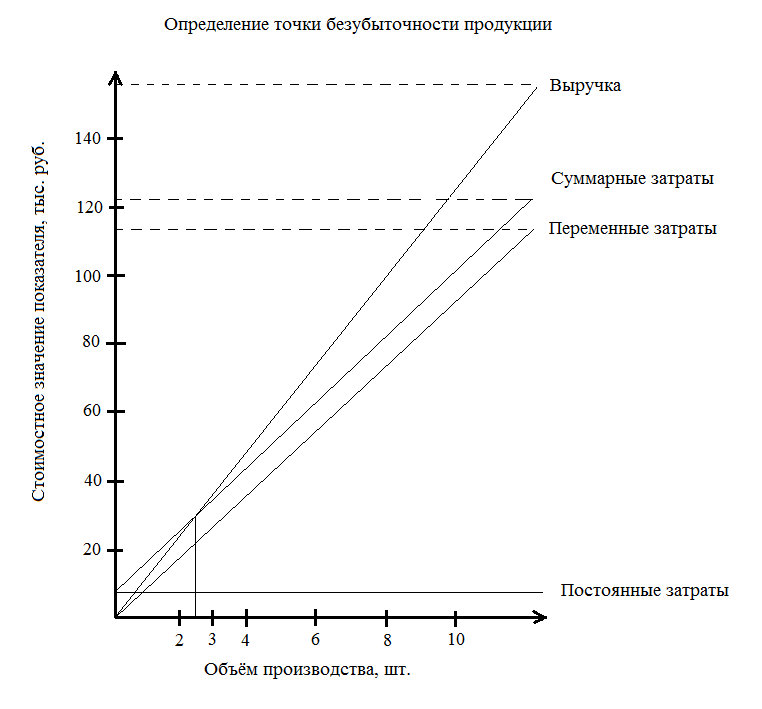 Определение точки безубыточности продукции
Выручка
140
Суммарные затраты
120
Переменные затраты
100
80
60
40
20
Постоянные затраты
2 3 4 6 8 10
Объём производства, шт.
Стоимостное значение показателя, тыс. руб.